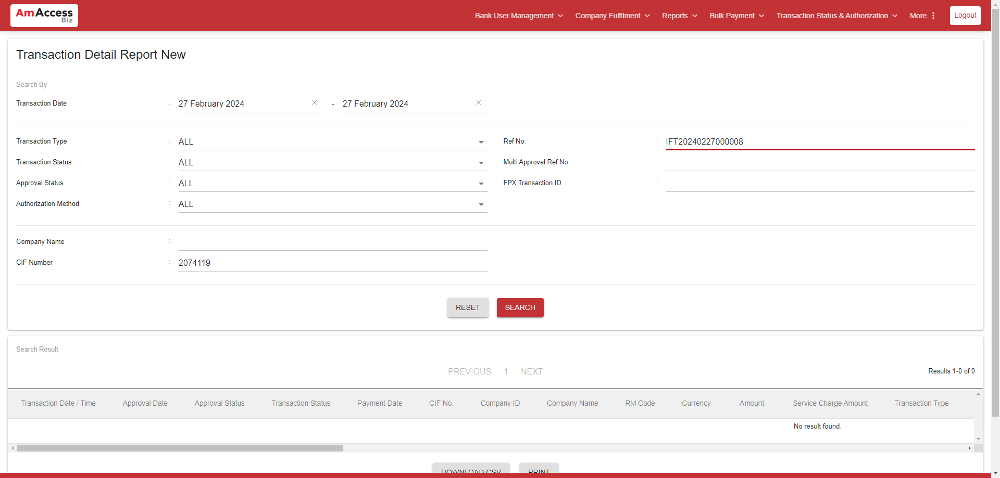 AmAccess Biz
Bank User Management Company Fulfilment Reports Bulk Payment Transaction Status & Authorization More Logout
Transaction Detail Report New
Search By
Transaction Date : 27 February 2024 - 27 February 2024
Transaction Type : ALL Ref No. : IFT20240227000008
Transaction Status : ALL Multi Approval Ref No. :
Approval Status : ALL FPX Transaction ID :
Authorization Method : ALL
Company Name :
CIF Number : 2074119
RESET SEARCH
Search Result
PREVIOUS 1 NEXT Results 1-0 of 0
Transaction Date / Time Approval Date Approval Status Transaction Status Payment Date CIF No. Company ID Company Name RM Code Currency Amount Service Charge Amount Transaction Type
No result found.
DOWNLOAD CSV PRINT